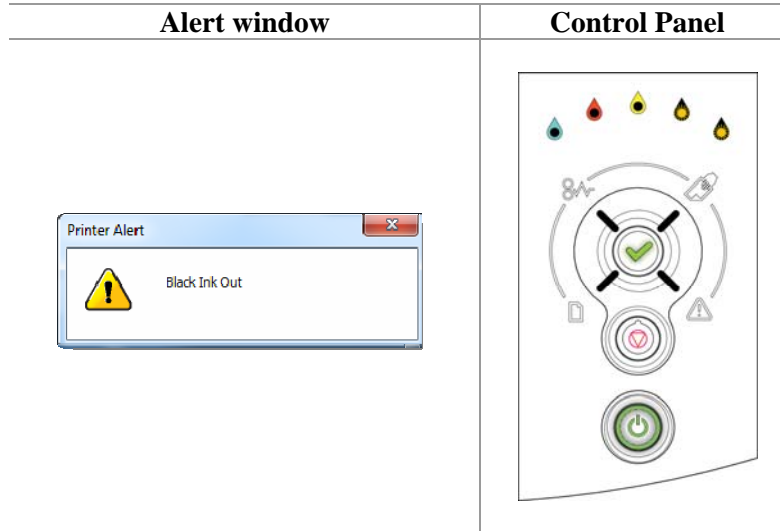 Alert window
Control Panel
Printer Alert
Black Ink Out